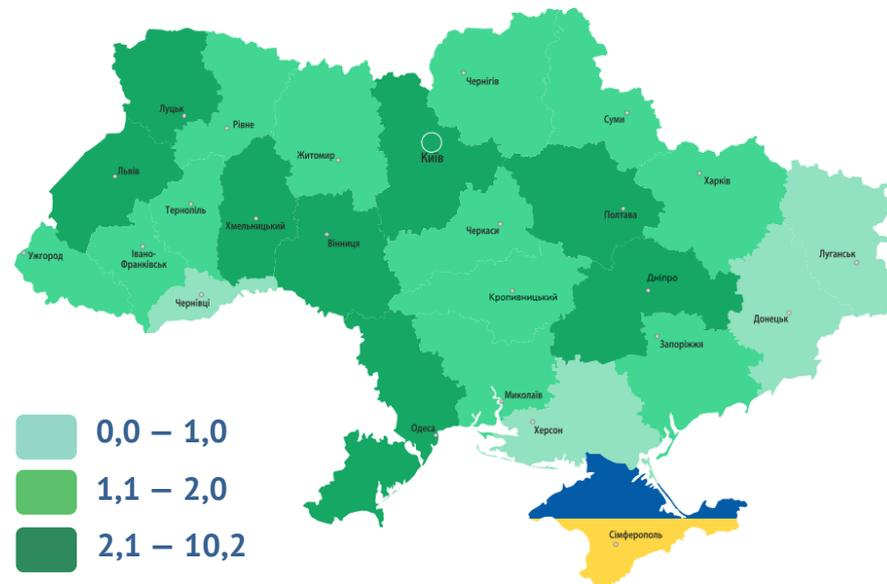 Чернігів
Луцьк
Суми
Рівне
Київ
Житомир
Львів
Харків
Тернопіль
Полтава
Хмельницький
Черкаси
Вінниця
Ужгород
Івано-
Франківськ
Луганськ
Дніпро
Чернівці
Кропивницький
Донецьк
Запоріжжя
Миколаїв
Одеса
Херсон
0,0 – 1,0
1,1 – 2,0
2,1 – 10,2
Сімферополь